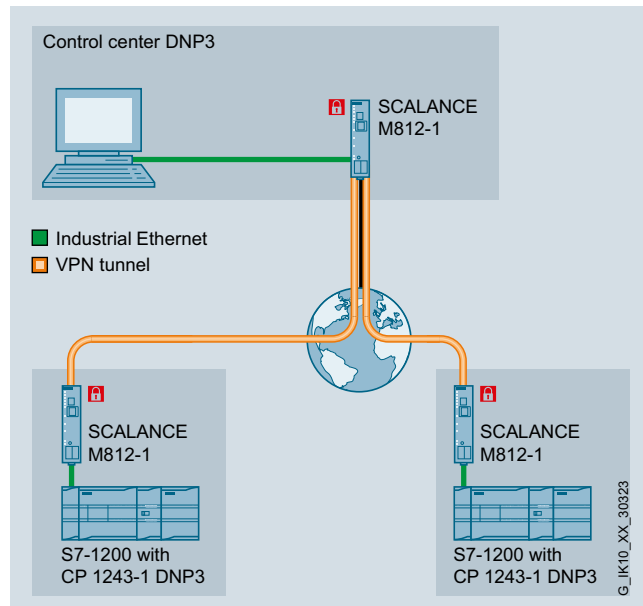 Control center DNP3
SCALANCE
M812-1
Industrial Ethernet
VPN tunnel
SCALANCE
M812-1
S7-1200 with
CP 1243-1 DNP3
SCALANCE
M812-1
S7-1200 with
CP 1243-1 DNP3
G_IK10_XX_30323